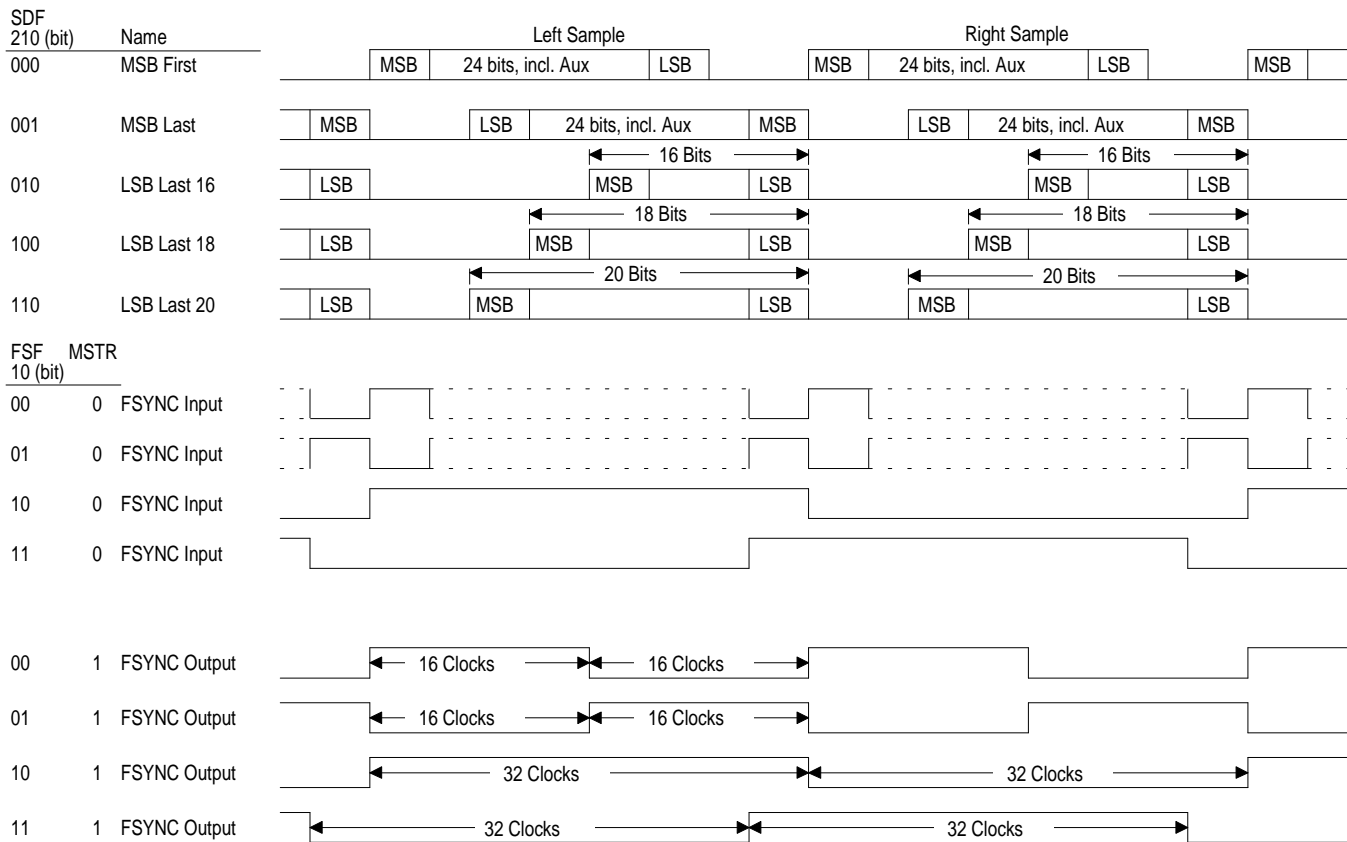 SDF
210 (bit) Name Left Sample Right Sample
000 MSB First MSB 24 bits, incl. Aux LSB MSB 24 bits, incl. Aux LSB MSB
001 MSB Last MSB LSB 24 bits, incl. Aux MSB LSB 24 bits, incl. Aux MSB
16 Bits 16 Bits
010 LSB Last 16 LSB MSB LSB MSB LSB
18 Bits 18 Bits
100 LSB Last 18 LSB MSB LSB MSB LSB
20 Bits 20 Bits
110 LSB Last 20 LSB MSB LSB MSB LSB
FSF MSTR
10 (bit)
00 0 FSYNC Input
01 0 FSYNC Input
10 0 FSYNC Input
11 0 FSYNC Input
00 1 FSYNC Output 16 Clocks 16 Clocks
01 1 FSYNC Output 16 Clocks 16 Clocks
10 1 FSYNC Output 32 Clocks 32 Clocks
11 1 FSYNC Output 32 Clocks 32 Clocks